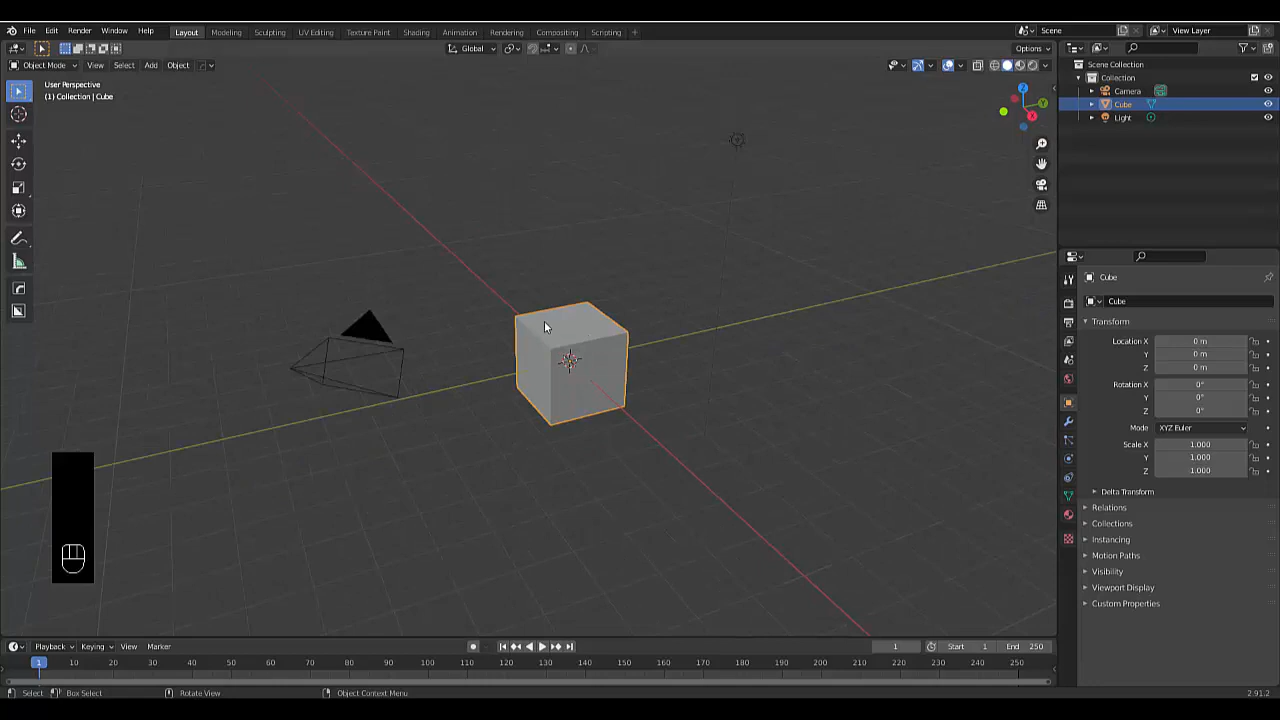 File Edit Render Window Help Layout Modeling Sculpting UV Editing Texture Paint Shading Animation Rendering Compositing Scripting + Scene View Layer
Global Options
Object Mode View Select Add Object
User Perspective
(1) Collection | Cube
Z
Y
X
Scene Collection
Collection
Camera
Cube
Light
Cube
Cube
Transform
Location X 0 m
Y 0 m
Z 0 m
Rotation X 0°
Y 0°
Z 0°
Mode XYZ Euler
Scale X 1.000
Y 1.000
Z 1.000
Delta Transform
Relations
Collections
Instancing
Motion Paths
Visibility
Viewport Display
Custom Properties
Playback Keying View Marker 1 Start 1 End 250
1 10 20 30 40 50 60 70 80 90 100 110 120 130 140 150 160 170 180 190 200 210 220 230 240 250
Select Box Select Rotate View Object Context Menu 2.91.2